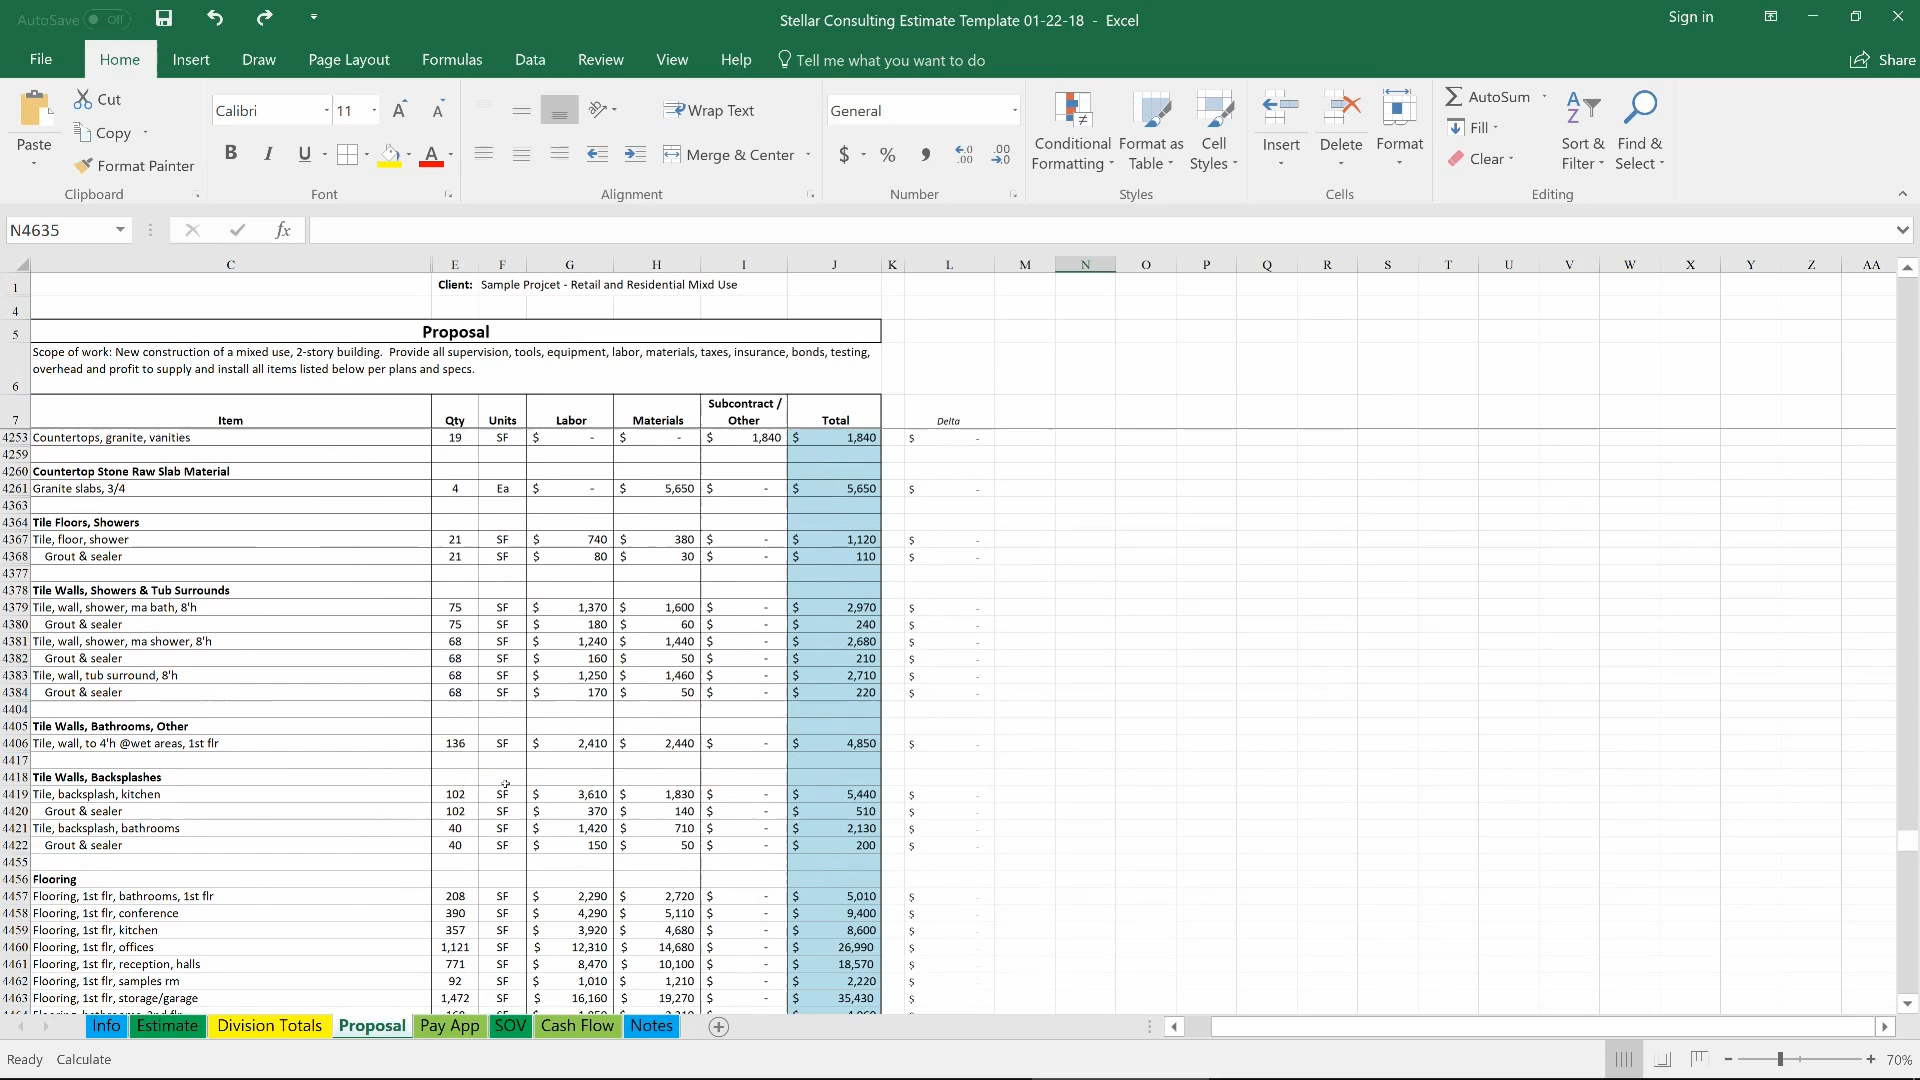 AutoSave Off Stellar Consulting Estimate Template 01-22-18 - Excel Sign in
File Home Insert Draw Page Layout Formulas Data Review View Help Tell me what you want to do Share
Paste Cut Copy Format Painter
Clipboard
Calibri 11
B I U A
Font
Wrap Text
Merge & Center
Alignment
General
$ % ,
Number
Conditional Formatting
Format as Table
Cell Styles
Styles
Insert Delete Format
Cells
AutoSum
Fill
Clear
Sort & Filter
Find & Select
Editing
N4635 fx
C E F G H I J K L M N O P Q R S T U V W X Y Z AA
1 Client: Sample Projcet - Retail and Residential Mixd Use
4
5 Proposal
Scope of work: New construction of a mixed use, 2-story building. Provide all supervision, tools, equipment, labor, materials, taxes, insurance, bonds, testing,
overhead and profit to supply and install all items listed below per plans and specs.
6
7 Item Qty Units Labor Materials Subcontract / Other Total Delta
4253 Countertops, granite, vanities 19 SF $ - $ - $ 1,840 $ 1,840 $ -
4259
4260 Countertop Stone Raw Slab Material
4261 Granite slabs, 3/4 4 Ea $ - $ 5,650 $ - $ 5,650 $ -
4363
4364 Tile Floors, Showers
4367 Tile, floor, shower 21 SF $ 740 $ 380 $ - $ 1,120 $ -
4368 Grout & sealer 21 SF $ 80 $ 30 $ - $ 110 $ -
4377
4378 Tile Walls, Showers & Tub Surrounds
4379 Tile, wall, shower, ma bath, 8'h 75 SF $ 1,370 $ 1,600 $ - $ 2,970 $ -
4380 Grout & sealer 75 SF $ 180 $ 60 $ - $ 240 $ -
4381 Tile, wall, shower, ma shower, 8'h 68 SF $ 1,240 $ 1,440 $ - $ 2,680 $ -
4382 Grout & sealer 68 SF $ 160 $ 50 $ - $ 210 $ -
4383 Tile, wall, tub surround, 8'h 68 SF $ 1,250 $ 1,460 $ - $ 2,710 $ -
4384 Grout & sealer 68 SF $ 170 $ 50 $ - $ 220 $ -
4404
4405 Tile Walls, Bathrooms, Other
4406 Tile, wall, to 4'h @wet areas, 1st flr 136 SF $ 2,410 $ 2,440 $ - $ 4,850 $ -
4417
4418 Tile Walls, Backsplashes
4419 Tile, backsplash, kitchen 102 SF $ 3,610 $ 1,830 $ - $ 5,440 $ -
4420 Grout & sealer 102 SF $ 370 $ 140 $ - $ 510 $ -
4421 Tile, backsplash, bathrooms 40 SF $ 1,420 $ 710 $ - $ 2,130 $ -
4422 Grout & sealer 40 SF $ 150 $ 50 $ - $ 200 $ -
4455
4456 Flooring
4457 Flooring, 1st flr, bathrooms, 1st flr 208 SF $ 2,290 $ 2,720 $ - $ 5,010 $ -
4458 Flooring, 1st flr, conference 390 SF $ 4,290 $ 5,110 $ - $ 9,400 $ -
4459 Flooring, 1st flr, kitchen 357 SF $ 3,920 $ 4,680 $ - $ 8,600 $ -
4460 Flooring, 1st flr, offices 1,121 SF $ 12,310 $ 14,680 $ - $ 26,990 $ -
4461 Flooring, 1st flr, reception, halls 771 SF $ 8,470 $ 10,100 $ - $ 18,570 $ -
4462 Flooring, 1st flr, samples rm 92 SF $ 1,010 $ 1,210 $ - $ 2,220 $ -
4463 Flooring, 1st flr, storage/garage 1,472 SF $ 16,160 $ 19,270 $ - $ 35,430 $ -
Info Estimate Division Totals Proposal Pay App SOV Cash Flow Notes
Ready Calculate 70%